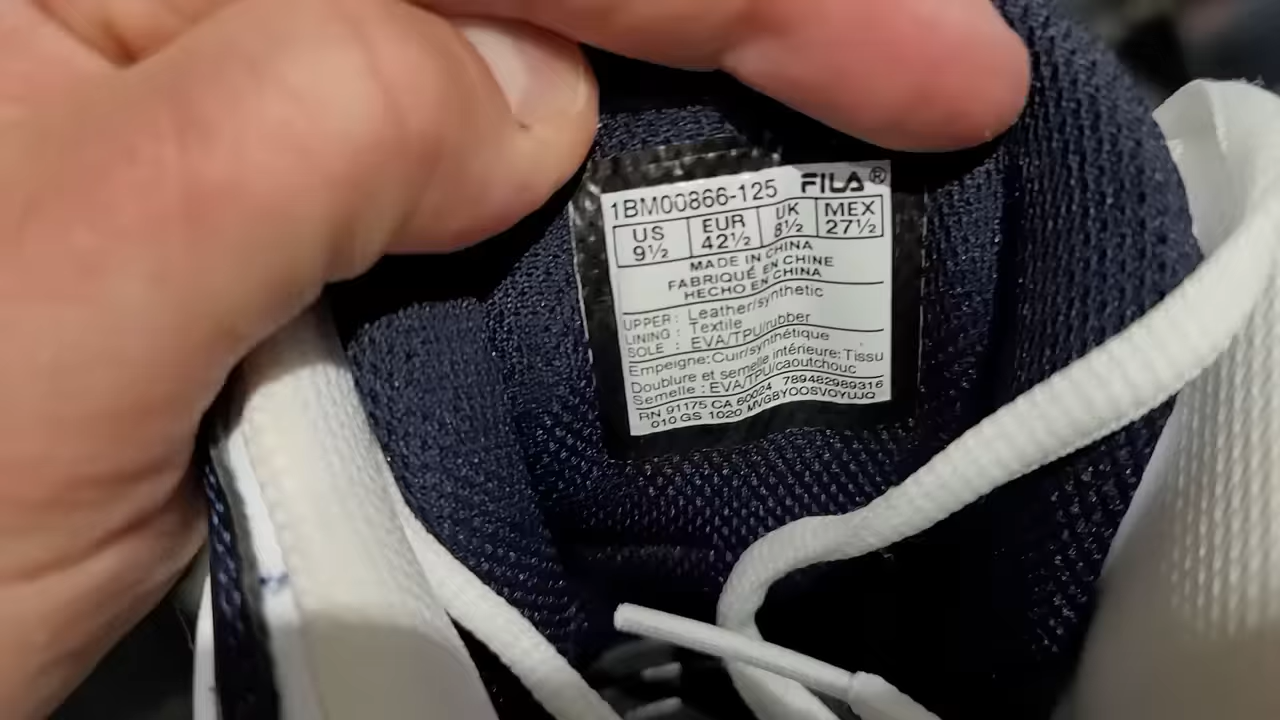 1BM00866-125 FILA®
US EUR UK MEX
9½ 42½ 8½ 27½
MADE IN CHINA
FABRIQUÉ EN CHINE
HECHO EN CHINA
UPPER: Leather/synthetic
LINING : Textile
SOLE : EVA/TPU/rubber
Empeigne:Cuir/synthétique
Doublure et semelle intérieure:Tissu
Semelle : EVA/TPU/caoutchouc
RN 91175 CA 60024 789482989316
010 GS 1020 MVGBYOOSVOYUJQ